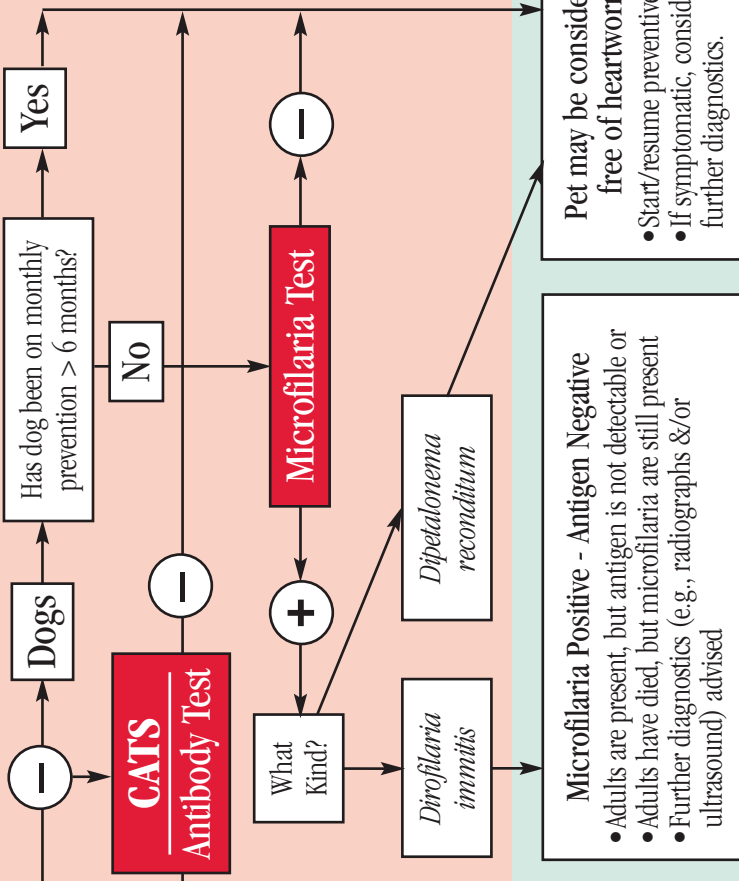 −
Dogs
Has dog been on monthly
prevention > 6 months?
Yes
No
CATS
Antibody Test
−
Microfilaria Test
−
+
What
Kind?
Dirofilaria
immitis
Dipetalonema
reconditum
Microfilaria Positive - Antigen Negative
• Adults are present, but antigen is not detectable or
• Adults have died, but microfilaria are still present
• Further diagnostics (e.g., radiographs &/or
ultrasound) advised
Pet may be conside
free of heartwor
• Start/resume preventive
• If symptomatic, consid
further diagnostics.